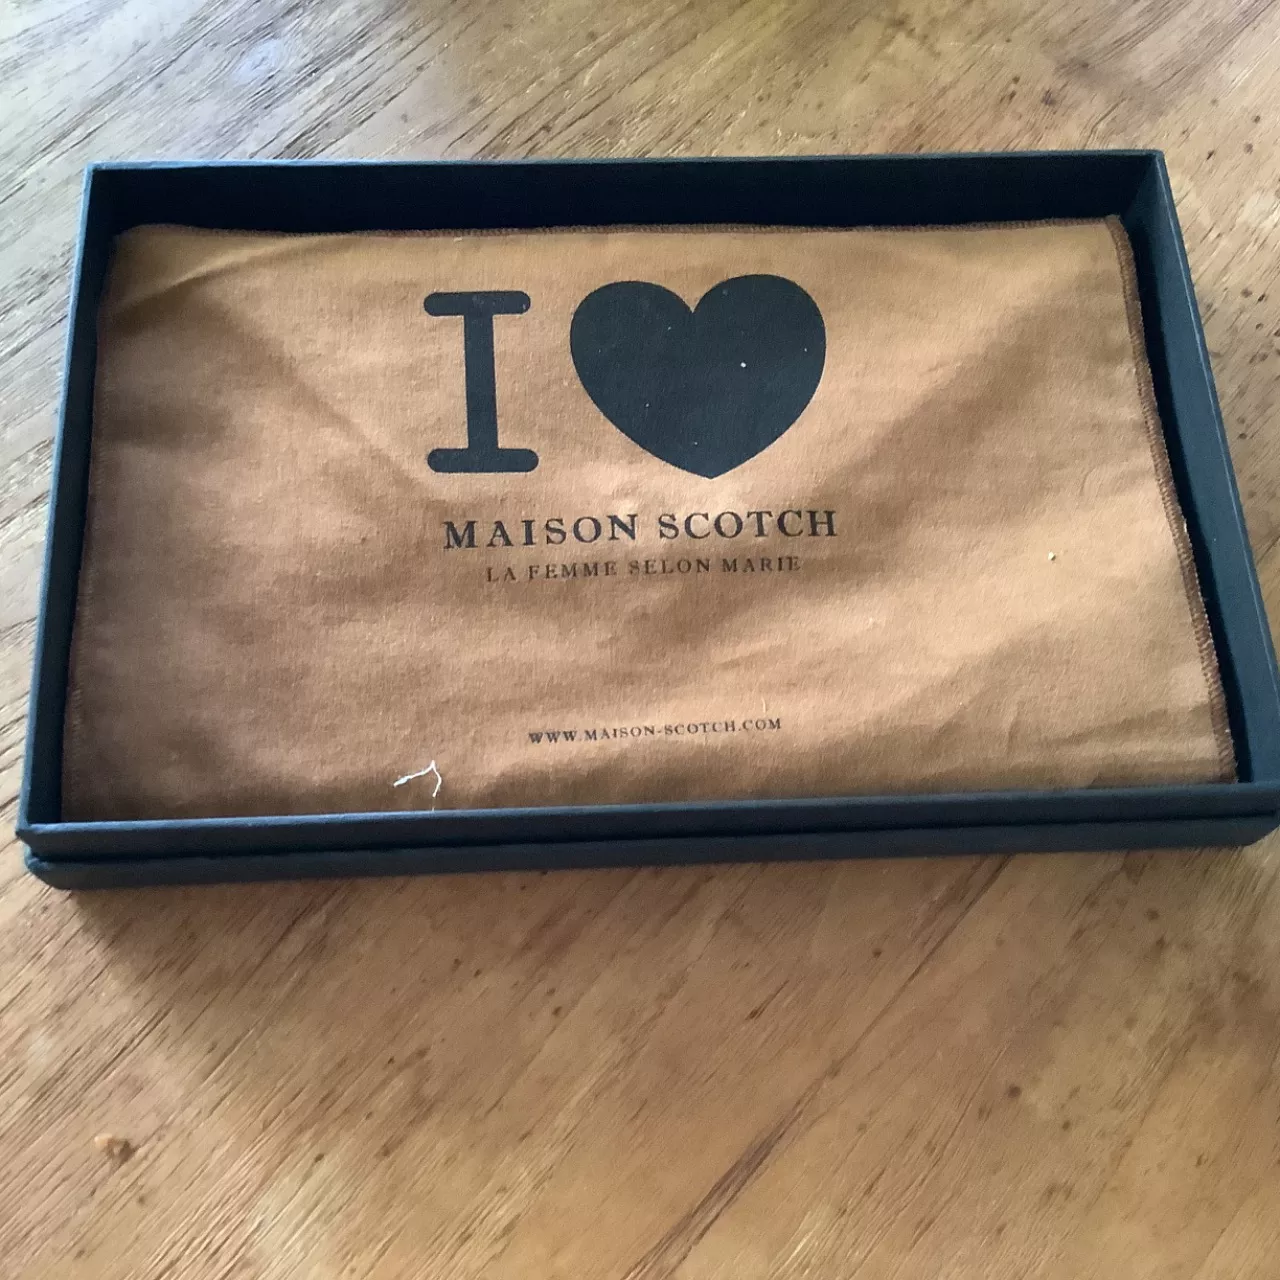 I ♥
MAISON SCOTCH
LA FEMME SELON MARIE
WWW.MAISON-SCOTCH.COM